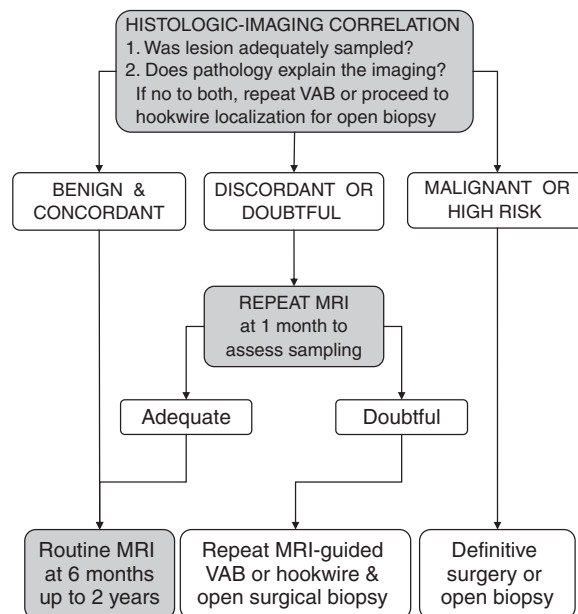 HISTOLOGIC-IMAGING CORRELATION
1. Was lesion adequately sampled?
2. Does pathology explain the imaging?
If no to both, repeat VAB or proceed to
hookwire localization for open biopsy
BENIGN &
CONCORDANT
DISCORDANT OR
DOUBTFUL
MALIGNANT OR
HIGH RISK
REPEAT MRI
at 1 month to
assess sampling
Adequate
Doubtful
Routine MRI
at 6 months
up to 2 years
Repeat MRI-guided
VAB or hookwire &
open surgical biopsy
Definitive
surgery or
open biopsy